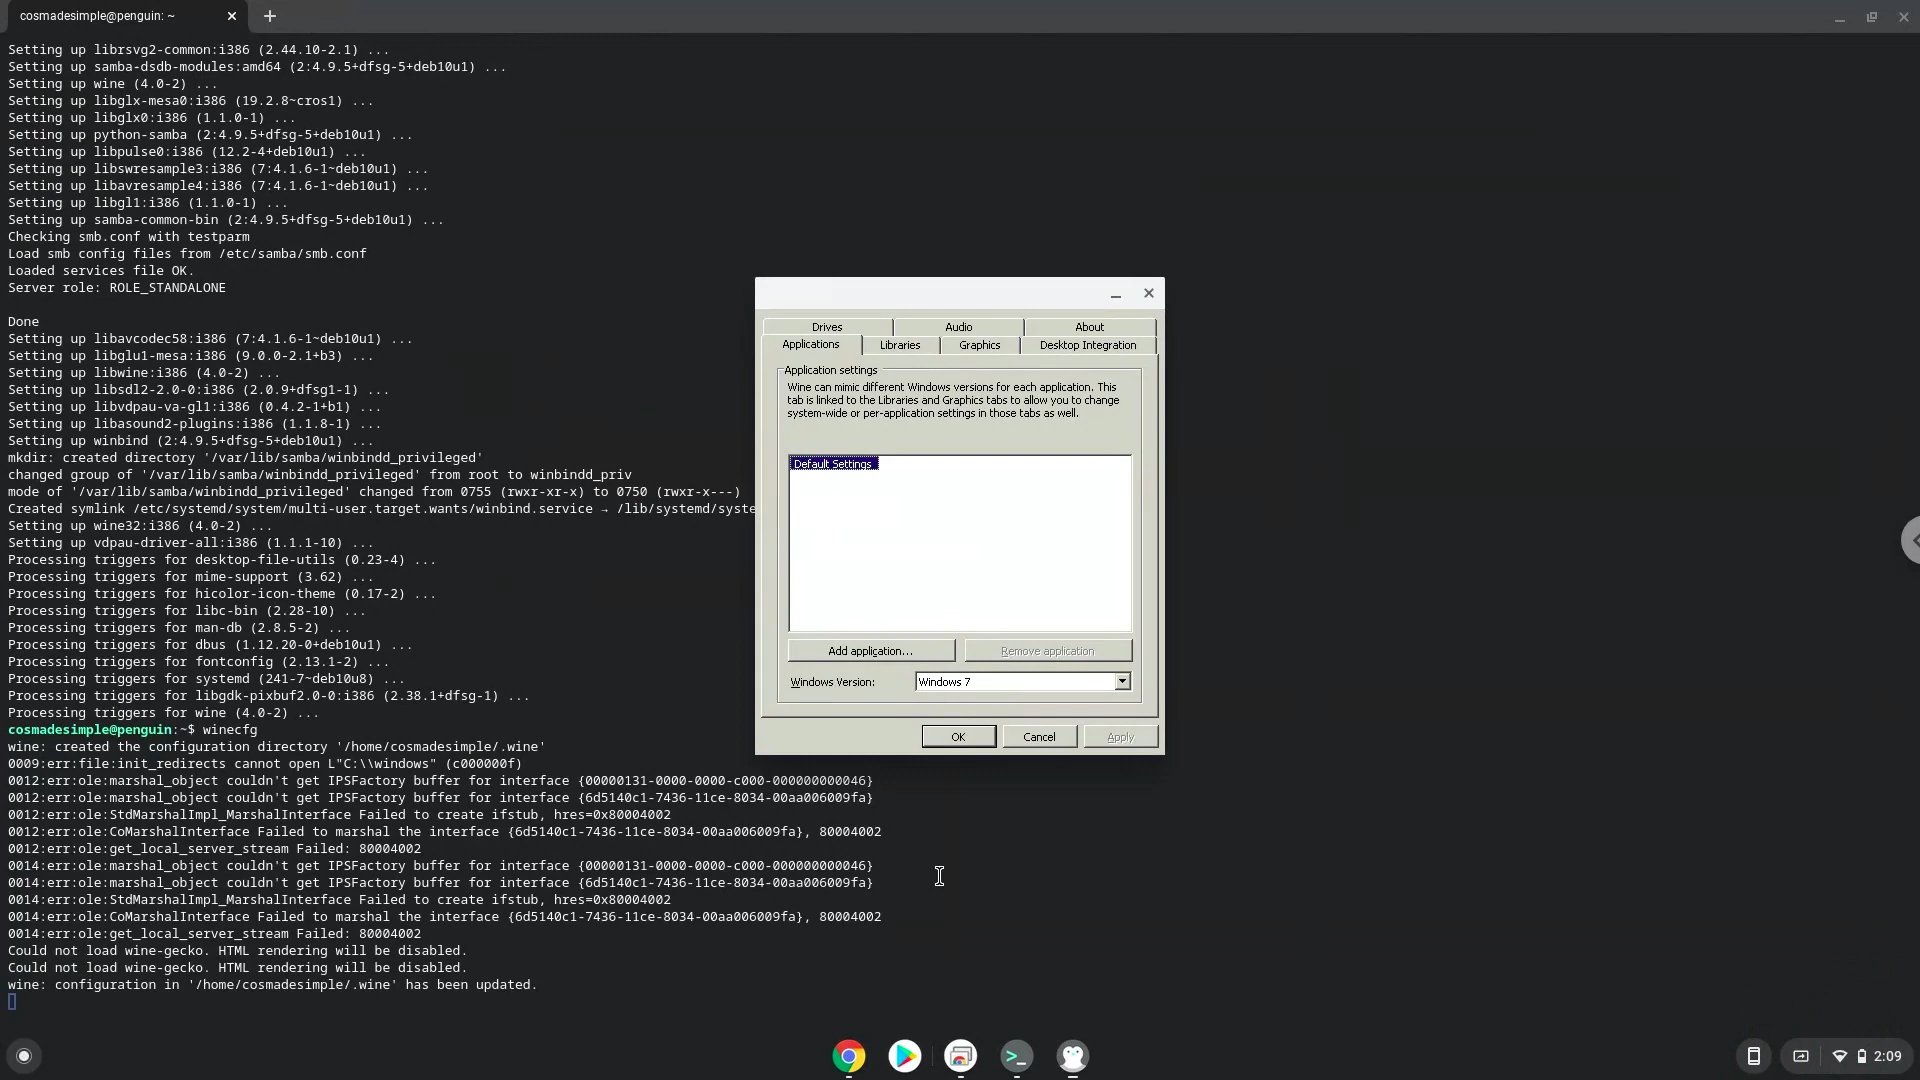 cosmadesimple@penguin: ~
Setting up librsvg2-common:i386 (2.44.10-2.1) ...
Setting up samba-dsdb-modules:amd64 (2:4.9.5+dfsg-5+deb10u1) ...
Setting up wine (4.0-2) ...
Setting up libglx-mesa0:i386 (19.2.8~cros1) ...
Setting up libglx0:i386 (1.1.0-1) ...
Setting up python-samba (2:4.9.5+dfsg-5+deb10u1) ...
Setting up libpulse0:i386 (12.2-4+deb10u1) ...
Setting up libswresample3:i386 (7:4.1.6-1~deb10u1) ...
Setting up libavresample4:i386 (7:4.1.6-1~deb10u1) ...
Setting up libgl1:i386 (1.1.0-1) ...
Setting up samba-common-bin (2:4.9.5+dfsg-5+deb10u1) ...
Checking smb.conf with testparm
Load smb config files from /etc/samba/smb.conf
Loaded services file OK.
Server role: ROLE_STANDALONE
Done
Setting up libavcodec58:i386 (7:4.1.6-1~deb10u1) ...
Setting up libglu1-mesa:i386 (9.0.0-2.1+b3) ...
Setting up libwine:i386 (4.0-2) ...
Setting up libsdl2-2.0-0:i386 (2.0.9+dfsg1-1) ...
Setting up libvdpau-va-gl1:i386 (0.4.2-1+b1) ...
Setting up libasound2-plugins:i386 (1.1.8-1) ...
Setting up winbind (2:4.9.5+dfsg-5+deb10u1) ...
mkdir: created directory '/var/lib/samba/winbindd_privileged'
changed group of '/var/lib/samba/winbindd_privileged' from root to winbindd_priv
mode of '/var/lib/samba/winbindd_privileged' changed from 0755 (rwxr-xr-x) to 0750 (rwxr-x---)
Created symlink /etc/systemd/system/multi-user.target.wants/winbind.service → /lib/systemd/syste
Setting up wine32:i386 (4.0-2) ...
Setting up vdpau-driver-all:i386 (1.1.1-10) ...
Processing triggers for desktop-file-utils (0.23-4) ...
Processing triggers for mime-support (3.62) ...
Processing triggers for hicolor-icon-theme (0.17-2) ...
Processing triggers for libc-bin (2.28-10) ...
Processing triggers for man-db (2.8.5-2) ...
Processing triggers for dbus (1.12.20-0+deb10u1) ...
Processing triggers for fontconfig (2.13.1-2) ...
Processing triggers for systemd (241-7~deb10u8) ...
Processing triggers for libgdk-pixbuf2.0-0:i386 (2.38.1+dfsg-1) ...
Processing triggers for wine (4.0-2) ...
cosmadesimple@penguin:~$ winecfg
wine: created the configuration directory '/home/cosmadesimple/.wine'
0009:err:file:init_redirects cannot open L"C:\\windows" (c000000f)
0012:err:ole:marshal_object couldn't get IPSFactory buffer for interface {00000131-0000-0000-c000-000000000046}
0012:err:ole:marshal_object couldn't get IPSFactory buffer for interface {6d5140c1-7436-11ce-8034-00aa006009fa}
0012:err:ole:StdMarshalImpl_MarshalInterface Failed to create ifstub, hres=0x80004002
0012:err:ole:CoMarshalInterface Failed to marshal the interface {6d5140c1-7436-11ce-8034-00aa006009fa}, 80004002
0012:err:ole:get_local_server_stream Failed: 80004002
0014:err:ole:marshal_object couldn't get IPSFactory buffer for interface {00000131-0000-0000-c000-000000000046}
0014:err:ole:marshal_object couldn't get IPSFactory buffer for interface {6d5140c1-7436-11ce-8034-00aa006009fa}
0014:err:ole:StdMarshalImpl_MarshalInterface Failed to create ifstub, hres=0x80004002
0014:err:ole:CoMarshalInterface Failed to marshal the interface {6d5140c1-7436-11ce-8034-00aa006009fa}, 80004002
0014:err:ole:get_local_server_stream Failed: 80004002
Could not load wine-gecko. HTML rendering will be disabled.
Could not load wine-gecko. HTML rendering will be disabled.
wine: configuration in '/home/cosmadesimple/.wine' has been updated.
Drives Audio About
Applications Libraries Graphics Desktop Integration
Application settings
Wine can mimic different Windows versions for each application. This
tab is linked to the Libraries and Graphics tabs to allow you to change
system-wide or per-application settings in those tabs as well.
Default Settings
Add application... Remove application
Windows Version: Windows 7
OK Cancel Apply
2:09